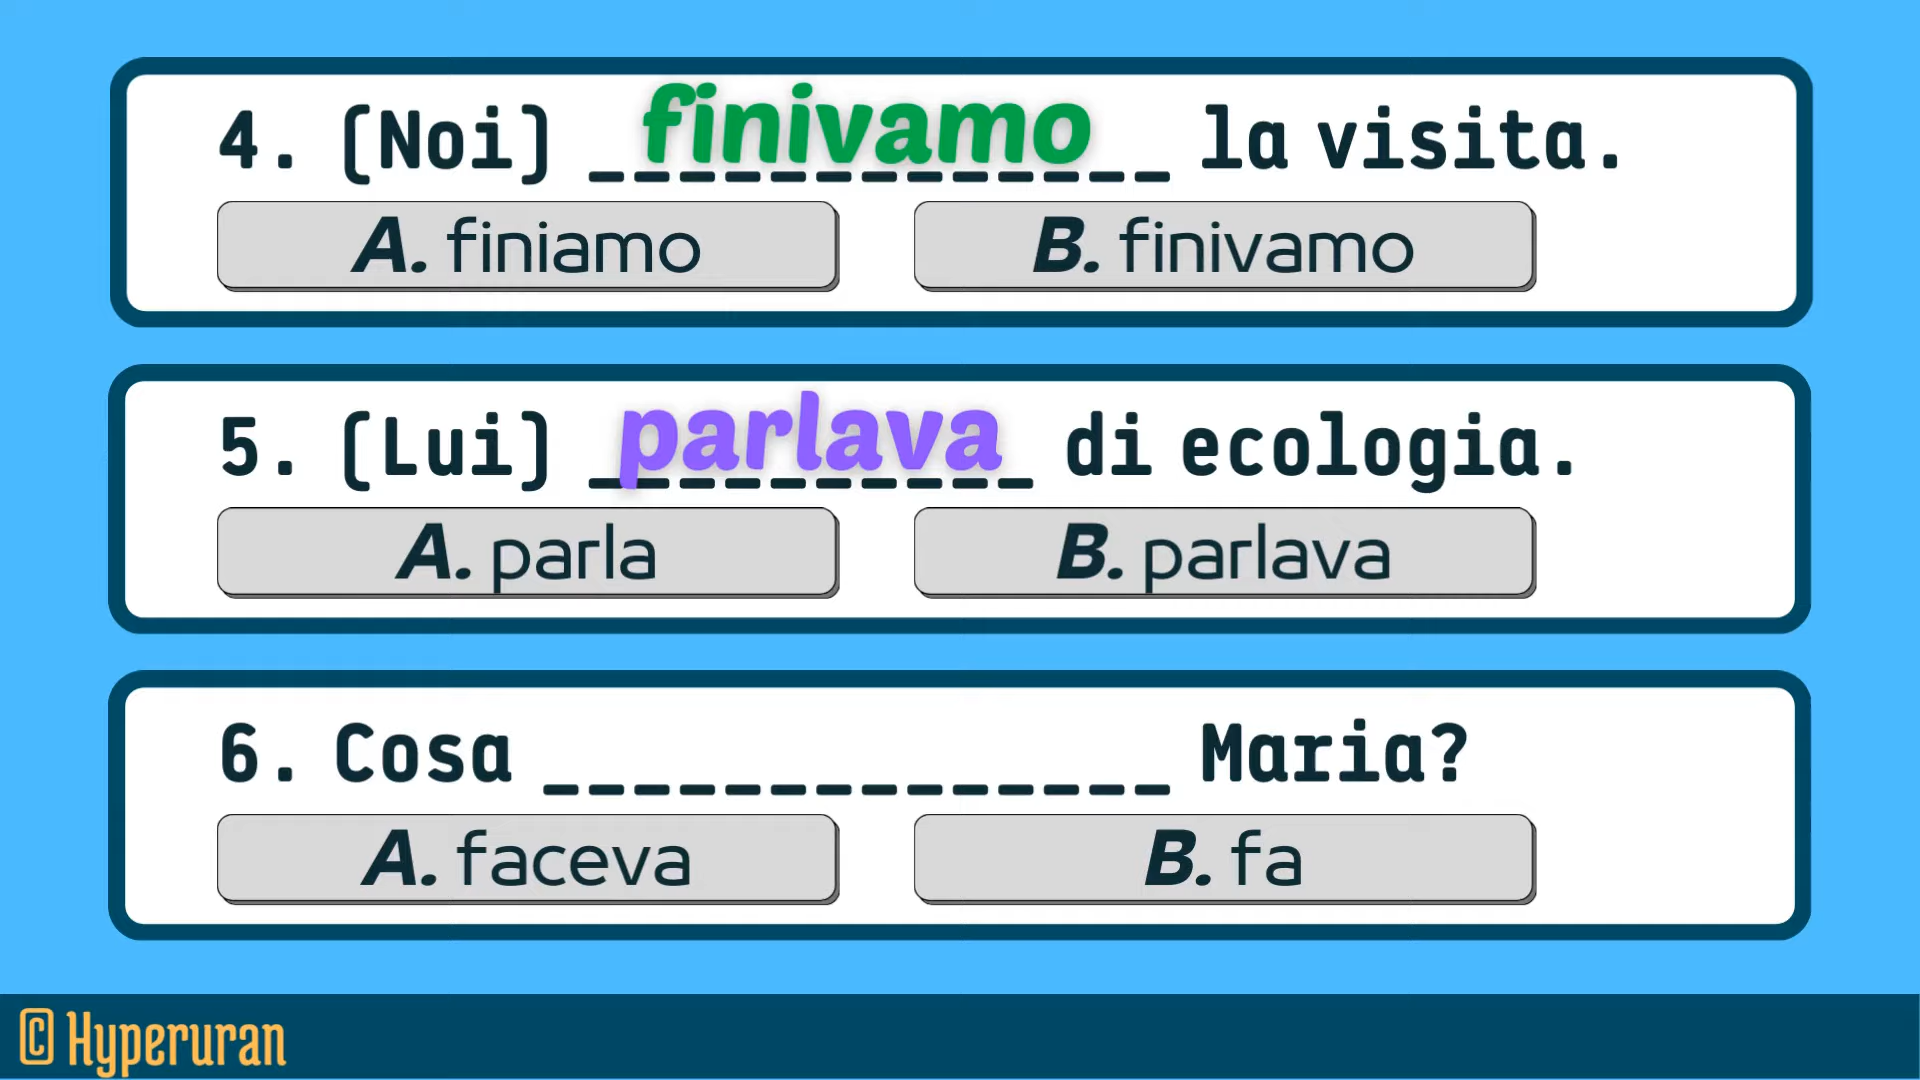 4. (Noi) finivamo la visita.
A. finiamo
B. finivamo
5. (Lui) parlava di ecologia.
A. parla
B. parlava
6. Cosa ______________ Maria?
A. faceva
B. fa
© Hyperuran